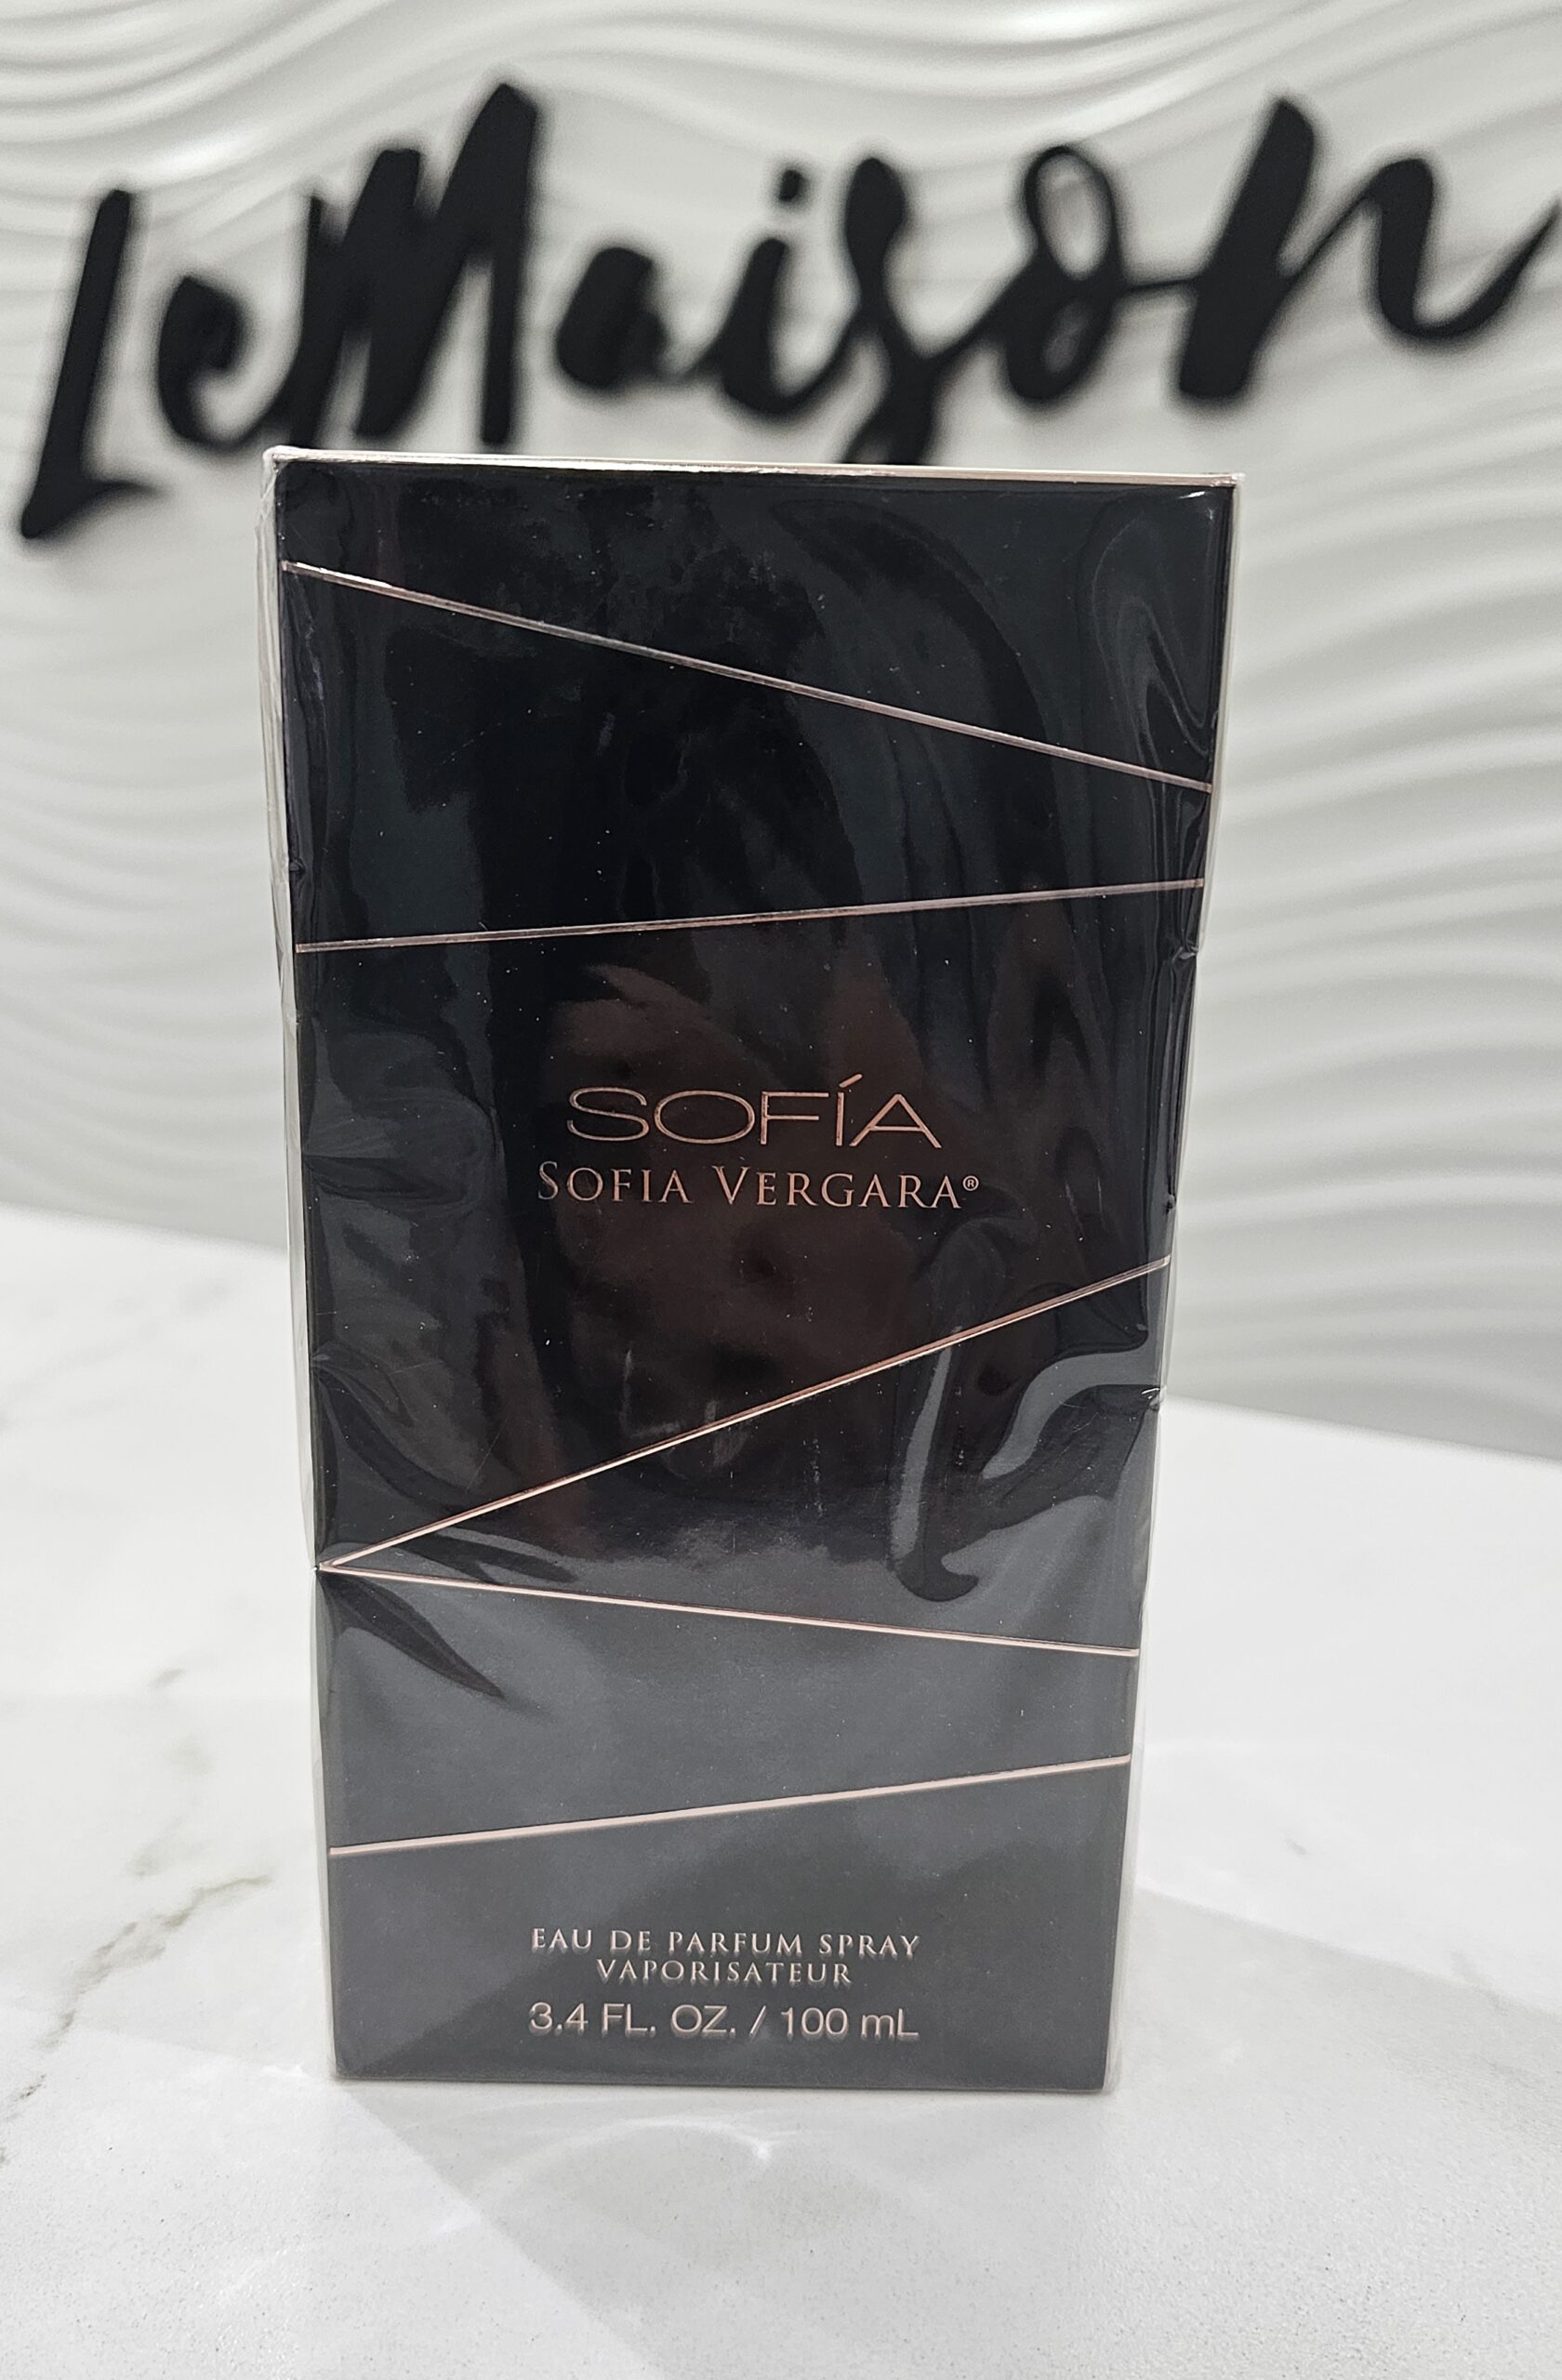 LeMaison
SOFÍA
SOFIA VERGARA®
EAU DE PARFUM SPRAY
VAPORISATEUR
3.4 FL. OZ. / 100 mL